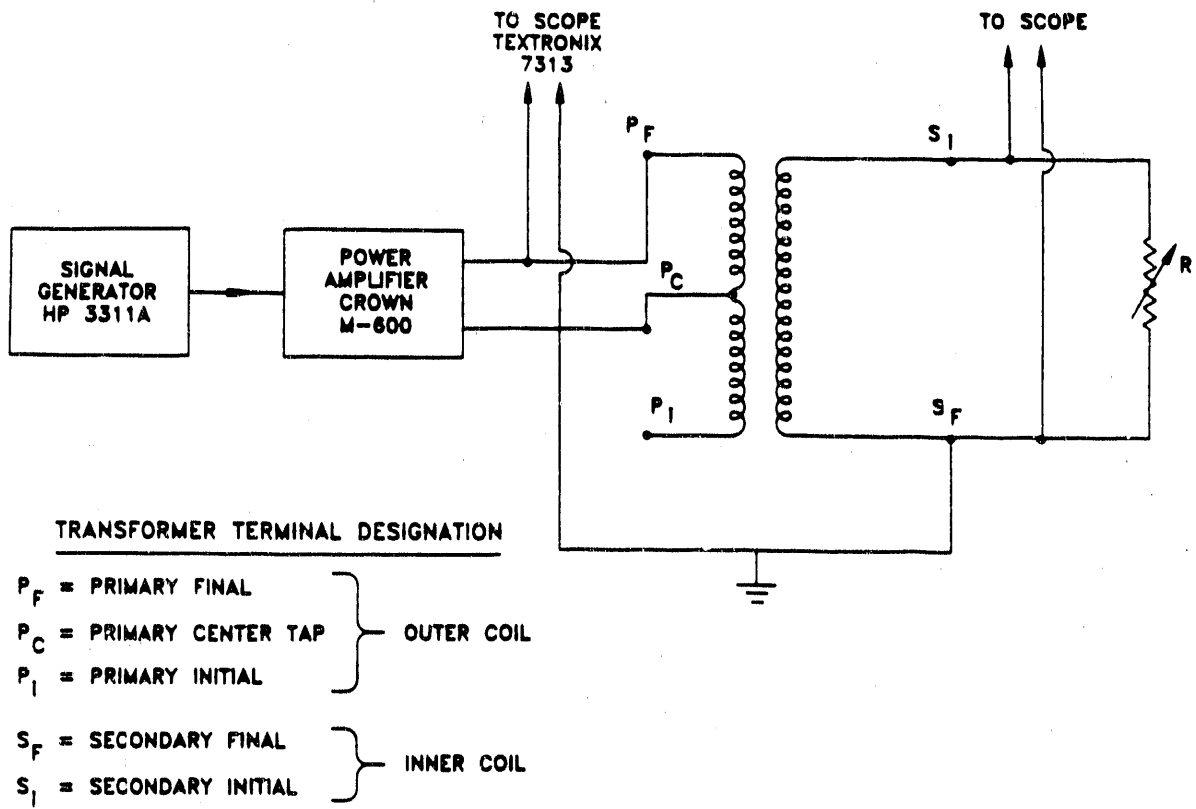 TO SCOPE
TEXTRONIX
7313
TO SCOPE
P_F
S_I
SIGNAL
GENERATOR
HP 3311A
POWER
AMPLIFIER
CROWN
M-600
P_C
R
P_I
S_F
TRANSFORMER TERMINAL DESIGNATION
P_F = PRIMARY FINAL
P_C = PRIMARY CENTER TAP
P_I = PRIMARY INITIAL
OUTER COIL
S_F = SECONDARY FINAL
S_I = SECONDARY INITIAL
INNER COIL